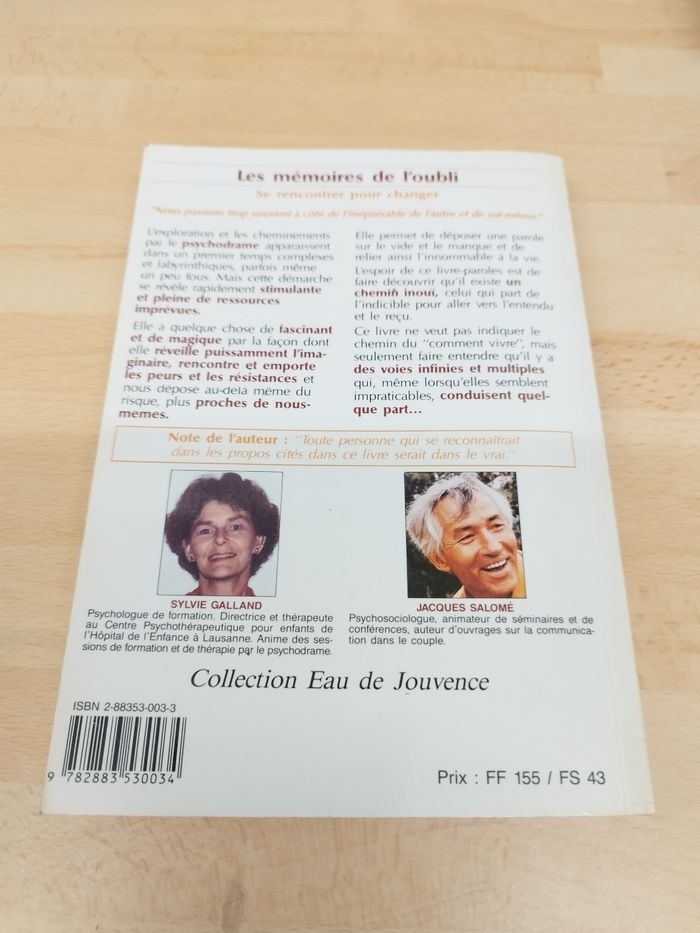 Les mémoires de l'oubli
Se rencontrer pour changer
"Nous passons trop souvent à côté de l'inépuisable de l'autre et de soi-même."
L'exploration et les cheminements
par le psychodrame apparaissent
dans un premier temps complexes
et labyrinthiques, parfois même
un peu fous. Mais cette démarche
se révèle rapidement stimulante
et pleine de ressources
imprévues.
Elle a quelque chose de fascinant
et de magique par la façon dont
elle réveille puissamment l'ima-
ginaire, rencontre et emporte
les peurs et les résistances et
nous dépose au-delà même du
risque, plus proches de nous-
memes.
Elle permet de déposer une parole
sur le vide et le manque et de
relier ainsi l'innommable à la vie.
L'espoir de ce livre-paroles est de
faire découvrir qu'il existe un
chemin inouï, celui qui part de
l'indicible pour aller vers l'entendu
et le reçu.
Ce livre ne veut pas indiquer le
chemin du "comment vivre", mais
seulement faire entendre qu'il y a
des voies infinies et multiples
qui, même lorsqu'elles semblent
impraticables, conduisent quel-
que part...
Note de l'auteur : "Toute personne qui se reconnaîtrait
dans les propos cités dans ce livre serait dans le vrai."
SYLVIE GALLAND
Psychologue de formation. Directrice et thérapeute
au Centre Psychothérapeutique pour enfants de
l'Hôpital de l'Enfance à Lausanne. Anime des ses-
sions de formation et de thérapie par le psychodrame.
JACQUES SALOMÉ
Psychosociologue, animateur de séminaires et de
conférences, auteur d'ouvrages sur la communica-
tion dans le couple.
Collection Eau de Jouvence
ISBN 2-88353-003-3
9 782883 530034
Prix : FF 155 / FS 43